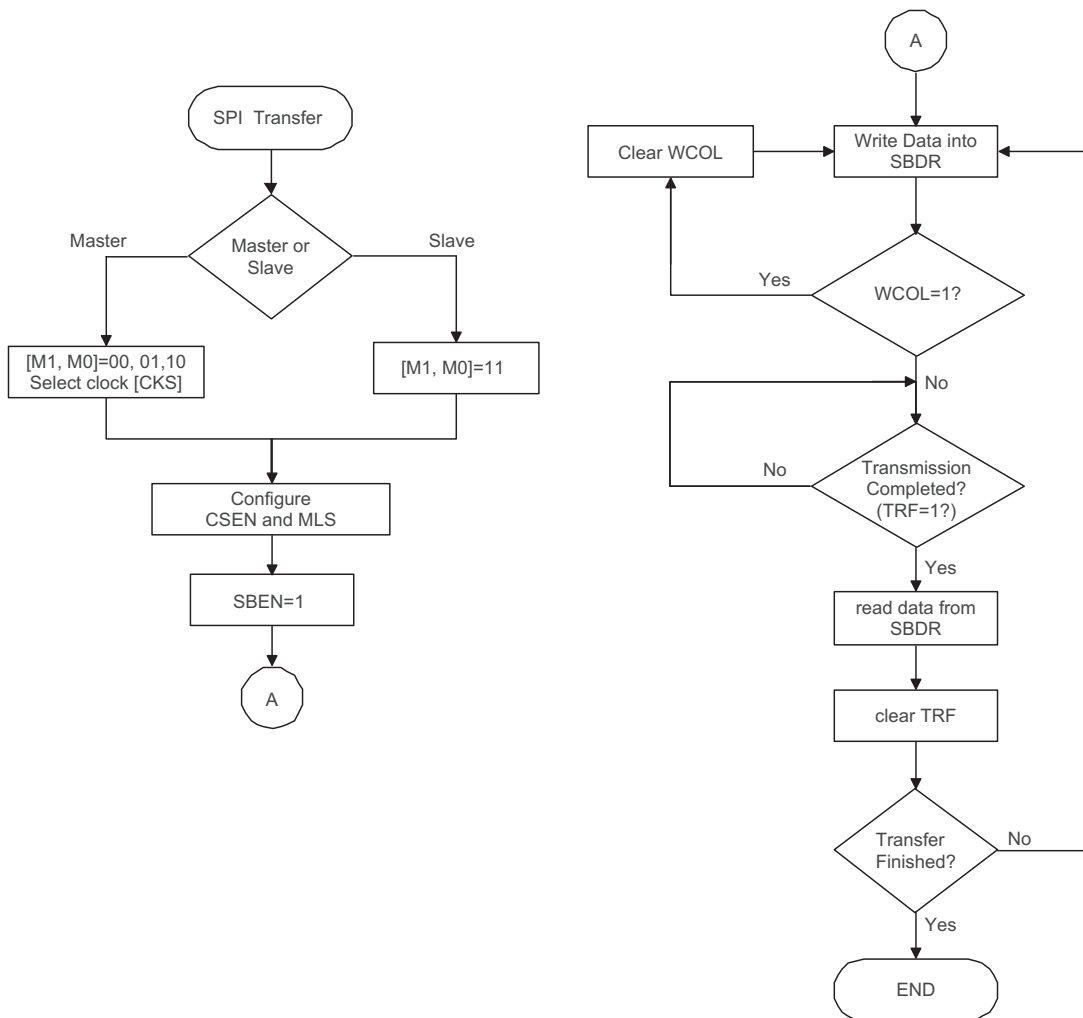 SPI Transfer
Master or
Slave
Master
Slave
[M1, M0]=00, 01,10
Select clock [CKS]
[M1, M0]=11
Configure
CSEN and MLS
SBEN=1
A
A
Write Data into
SBDR
Clear WCOL
WCOL=1?
Yes
No
Transmission
Completed?
(TRF=1?)
No
Yes
read data from
SBDR
clear TRF
Transfer
Finished?
No
Yes
END